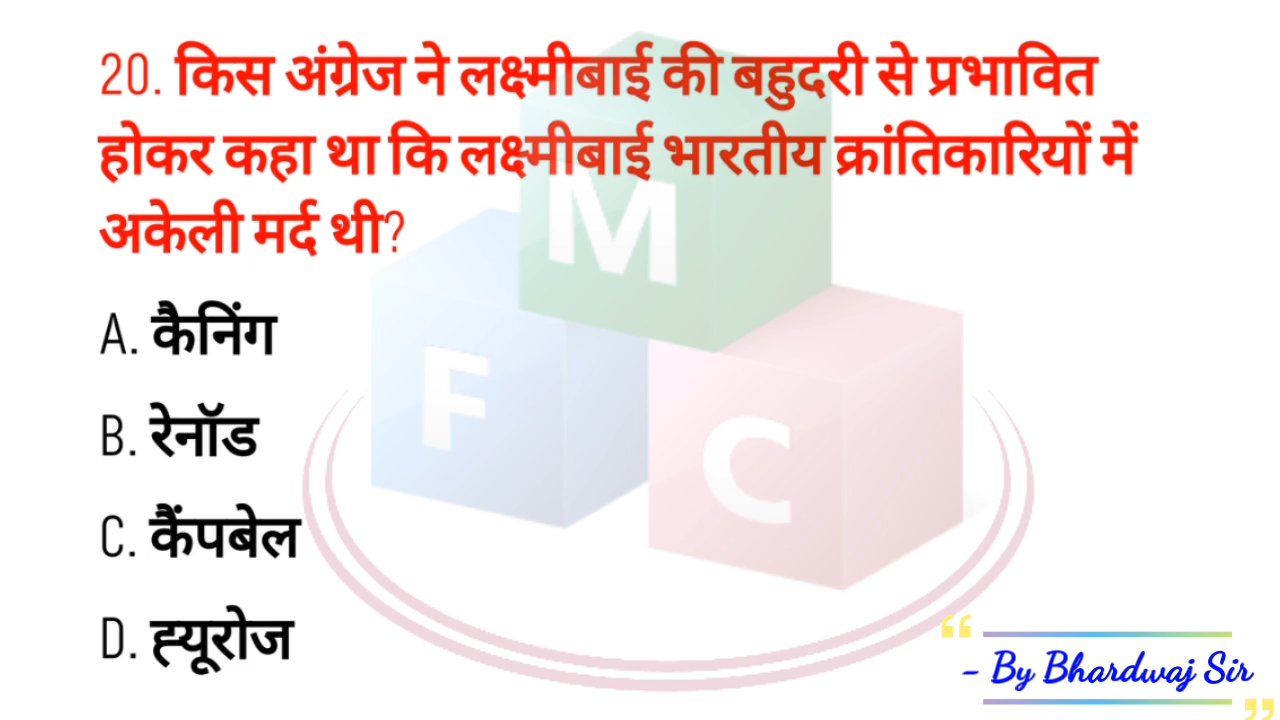 20. किस अंग्रेज ने लक्ष्मीबाई की बहुदरी से प्रभावित
होकर कहा था कि लक्ष्मीबाई भारतीय क्रांतिकारियों में
अकेली मर्द थी?
A. कैनिंग
B. रेनॉड
C. कैंपबेल
D. ह्यूरोज
M
F
C
“
- By Bhardwaj Sir
”